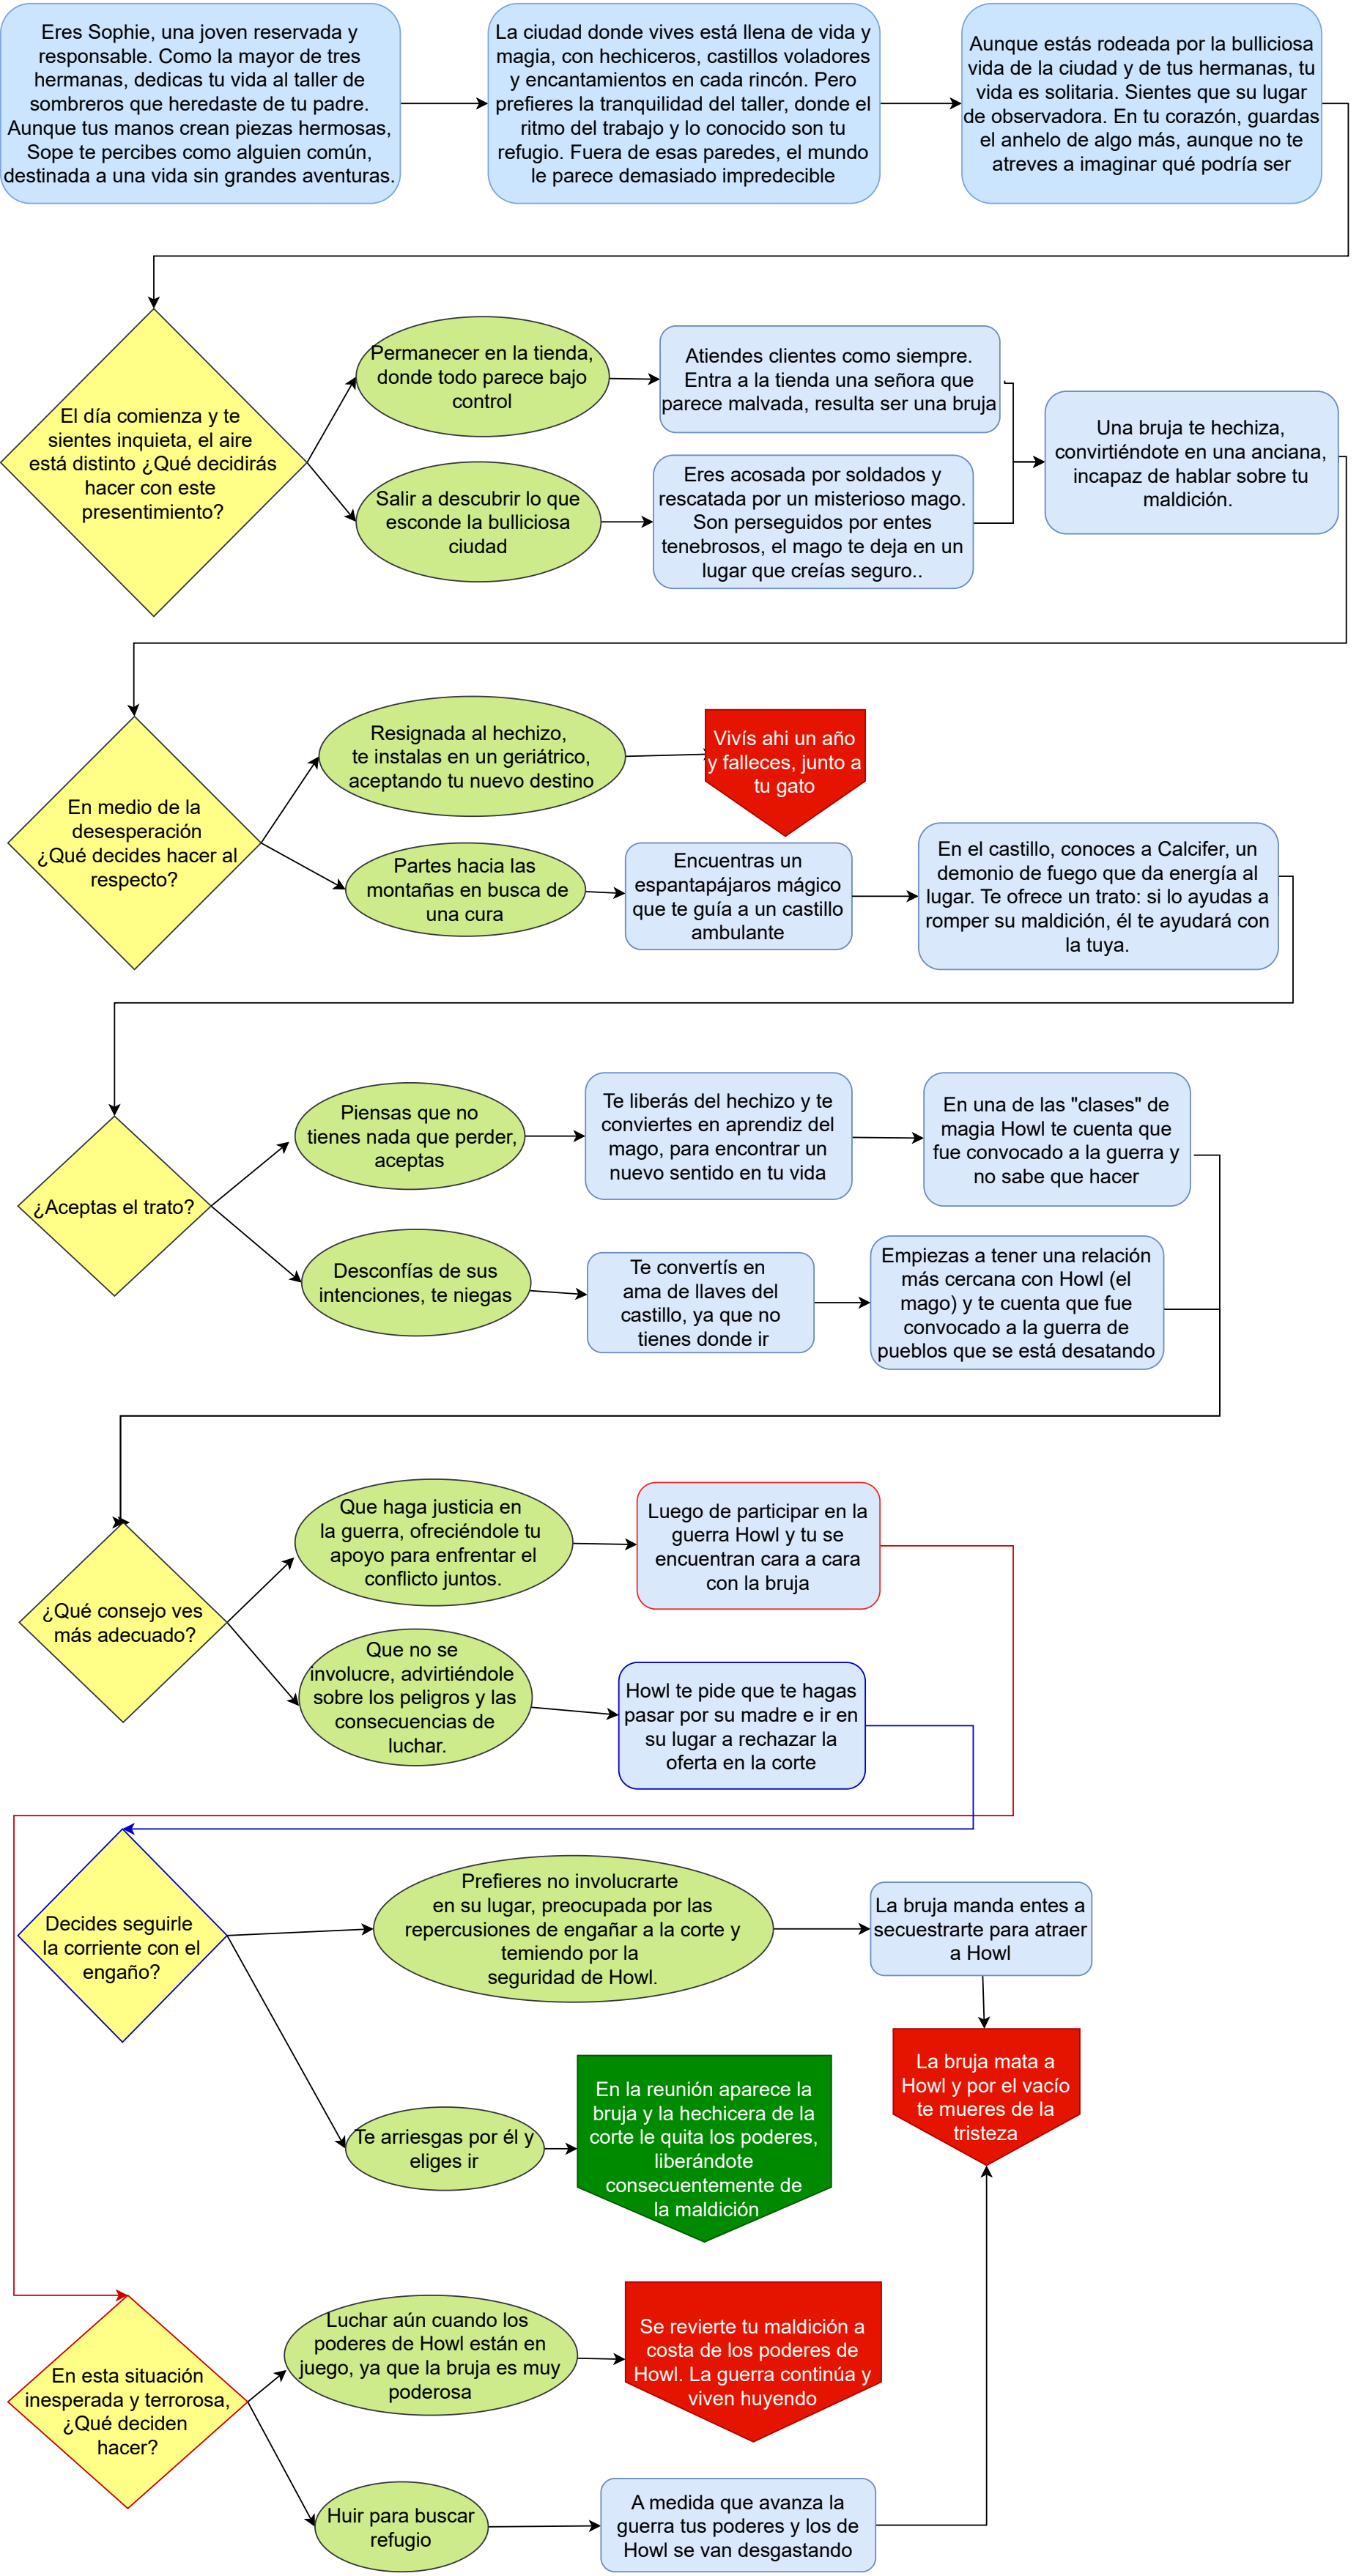 Eres Sophie, una joven reservada y
responsable. Como la mayor de tres
hermanas, dedicas tu vida al taller de
sombreros que heredaste de tu padre.
Aunque tus manos crean piezas hermosas,
Sope te percibes como alguien común,
destinada a una vida sin grandes aventuras.
La ciudad donde vives está llena de vida y
magia, con hechiceros, castillos voladores
y encantamientos en cada rincón. Pero
prefieres la tranquilidad del taller, donde el
ritmo del trabajo y lo conocido son tu
refugio. Fuera de esas paredes, el mundo
le parece demasiado impredecible
Aunque estás rodeada por la bulliciosa
vida de la ciudad y de tus hermanas, tu
vida es solitaria. Sientes que su lugar
de observadora. En tu corazón, guardas
el anhelo de algo más, aunque no te
atreves a imaginar qué podría ser
El día comienza y te
sientes inquieta, el aire
está distinto ¿Qué decidirás
hacer con este
presentimiento?
Permanecer en la tienda,
donde todo parece bajo
control
Atiendes clientes como siempre.
Entra a la tienda una señora que
parece malvada, resulta ser una bruja
Salir a descubrir lo que
esconde la bulliciosa
ciudad
Eres acosada por soldados y
rescatada por un misterioso mago.
Son perseguidos por entes
tenebrosos, el mago te deja en un
lugar que creías seguro..
Una bruja te hechiza,
convirtiéndote en una anciana,
incapaz de hablar sobre tu
maldición.
En medio de la
desesperación
¿Qué decides hacer al
respecto?
Resignada al hechizo,
te instalas en un geriátrico,
aceptando tu nuevo destino
Vivís ahi un año
y falleces, junto a
tu gato
Partes hacia las
montañas en busca de
una cura
Encuentras un
espantapájaros mágico
que te guía a un castillo
ambulante
En el castillo, conoces a Calcifer, un
demonio de fuego que da energía al
lugar. Te ofrece un trato: si lo ayudas a
romper su maldición, él te ayudará con
la tuya.
¿Aceptas el trato?
Piensas que no
tienes nada que perder,
aceptas
Te liberás del hechizo y te
conviertes en aprendiz del
mago, para encontrar un
nuevo sentido en tu vida
En una de las "clases" de
magia Howl te cuenta que
fue convocado a la guerra y
no sabe que hacer
Desconfías de sus
intenciones, te niegas
Te convertís en
ama de llaves del
castillo, ya que no
tienes donde ir
Empiezas a tener una relación
más cercana con Howl (el
mago) y te cuenta que fue
convocado a la guerra de
pueblos que se está desatando
¿Qué consejo ves
más adecuado?
Que haga justicia en
la guerra, ofreciéndole tu
apoyo para enfrentar el
conflicto juntos.
Luego de participar en la
guerra Howl y tu se
encuentran cara a cara
con la bruja
Que no se
involucre, advirtiéndole
sobre los peligros y las
consecuencias de
luchar.
Howl te pide que te hagas
pasar por su madre e ir en
su lugar a rechazar la
oferta en la corte
Decides seguirle
la corriente con el
engaño?
Prefieres no involucrarte
en su lugar, preocupada por las
repercusiones de engañar a la corte y
temiendo por la
seguridad de Howl.
La bruja manda entes a
secuestrarte para atraer
a Howl
La bruja mata a
Howl y por el vacío
te mueres de la
tristeza
Te arriesgas por él y
eliges ir
En la reunión aparece la
bruja y la hechicera de la
corte le quita los poderes,
liberándote
consecuentemente de
la maldición
En esta situación
inesperada y terrorosa,
¿Qué deciden
hacer?
Luchar aún cuando los
poderes de Howl están en
juego, ya que la bruja es muy
poderosa
Se revierte tu maldición a
costa de los poderes de
Howl. La guerra continúa y
viven huyendo
Huir para buscar
refugio
A medida que avanza la
guerra tus poderes y los de
Howl se van desgastando